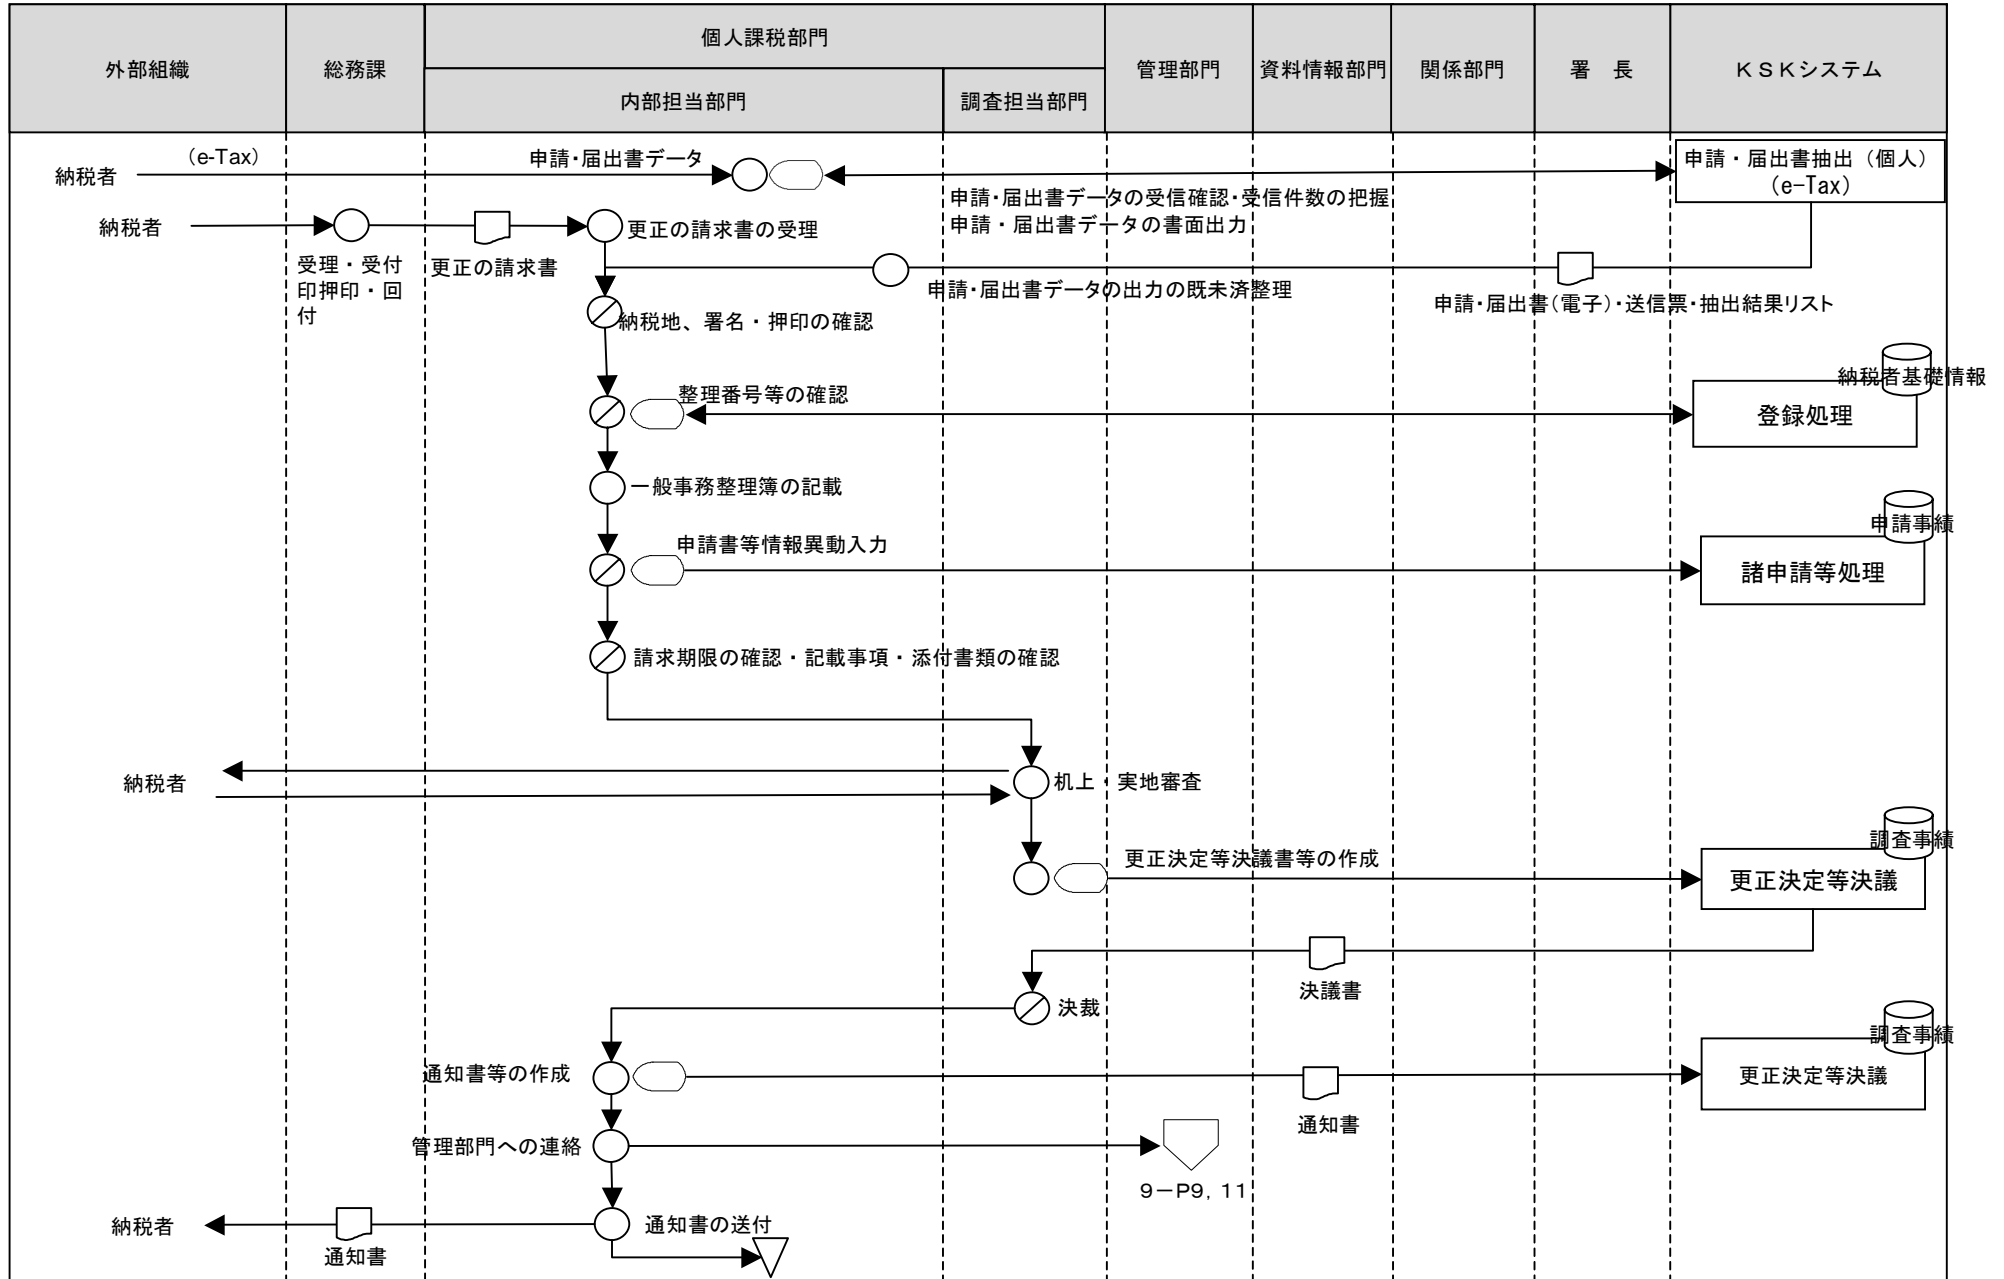 外部組織
総務課
個人課税部門
内部担当部門
調査担当部門
管理部門
資料情報部門
関係部門
署　長
ＫＳＫシステム
納税者
（e-Tax）
申請・届出書データ
申請・届出書データの受信確認・受信件数の把握
申請・届出書データの書面出力
申請・届出書抽出（個人）
（e-Tax）
納税者
受理・受付
印押印・回
付
更正の請求書
更正の請求書の受理
申請・届出書データの出力の既未済整理
申請・届出書（電子）・送信票・抽出結果リスト
納税地、署名・押印の確認
整理番号等の確認
納税者基礎情報
登録処理
一般事務整理簿の記載
申請書等情報異動入力
申請事績
諸申請等処理
請求期限の確認・記載事項・添付書類の確認
納税者
机上・実地審査
更正決定等決議書等の作成
調査事績
更正決定等決議
決議書
決裁
通知書等の作成
通知書
調査事績
更正決定等決議
管理部門への連絡
９－Ｐ９，１１
納税者
通知書
通知書の送付